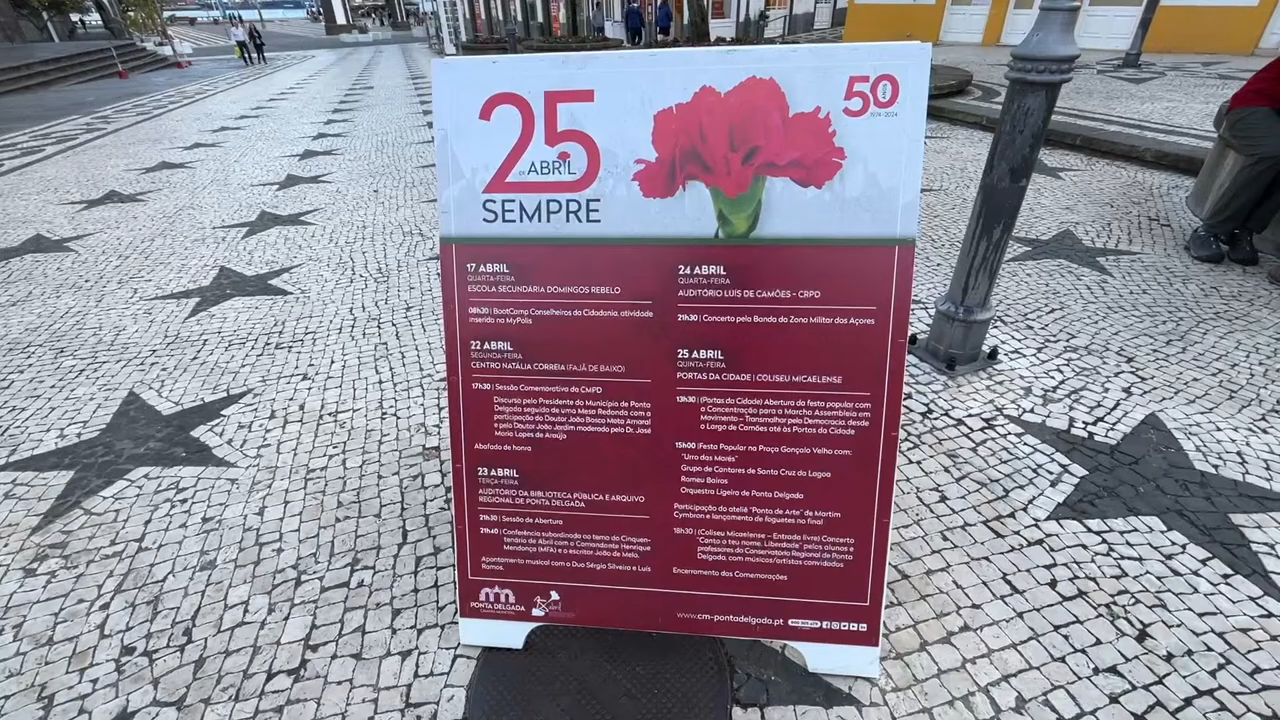 25
DE ABRIL
SEMPRE
50
ANOS
1974-2024
17 ABRIL
QUARTA-FEIRA
ESCOLA SECUNDÁRIA DOMINGOS REBELO
08h30 | BootCamp Conselheiros da Cidadania, atividade
inserida na MyPolis
22 ABRIL
SEGUNDA-FEIRA
CENTRO NATÁLIA CORREIA (FAJÃ DE BAIXO)
17h30 | Sessão Comemorativa da CMPD
Discurso pelo Presidente do Município de Ponta
Delgada seguido de uma Mesa Redonda com a
participação do Doutor João Bosco Mota Amaral
e pelo Doutor João Jardim moderado pelo Dr. José
Maria Lopes de Araújo
Abafado de honra
23 ABRIL
TERÇA-FEIRA
AUDITÓRIO DA BIBLIOTECA PÚBLICA E ARQUIVO
REGIONAL DE PONTA DELGADA
21h30 | Sessão de Abertura
21h40 | Conferência subordinada ao tema do Cinquen-
tenário de Abril com o Comandante Henrique
Mendonça (MFA) e o escritor João de Melo.
Apontamento musical com o Duo Sérgio Silveira e Luís
Ramos.
24 ABRIL
QUARTA-FEIRA
AUDITÓRIO LUÍS DE CAMÕES - CRPD
21h30 | Concerto pela Banda da Zona Militar dos Açores
25 ABRIL
QUINTA-FEIRA
PORTAS DA CIDADE | COLISEU MICAELENSE
13h30 | (Portas da Cidade) Abertura da festa popular com
a Concentração para a Marcha Assembleia em
Movimento – Transmalhar pela Democracia, desde
o Largo de Camões até às Portas da Cidade
15h00 | Festa Popular na Praça Gonçalo Velho com:
"Urro das Marés"
Grupo de Cantares de Santa Cruz da Lagoa
Romeu Bairos
Orquestra Ligeira de Ponta Delgada
Participação do ateliê "Ponta de Arte" de Martim
Cymbron e lançamento de foguetes no final
18h30 | (Coliseu Micaelense – Entrada livre) Concerto
"Canto o teu nome, Liberdade" pelos alunos e
professores do Conservatório Regional de Ponta
Delgada, com músicos/artistas convidados
Encerramento das Comemorações
PONTA DELGADA
CÂMARA MUNICIPAL
abril
www.cm-pontadelgada.pt